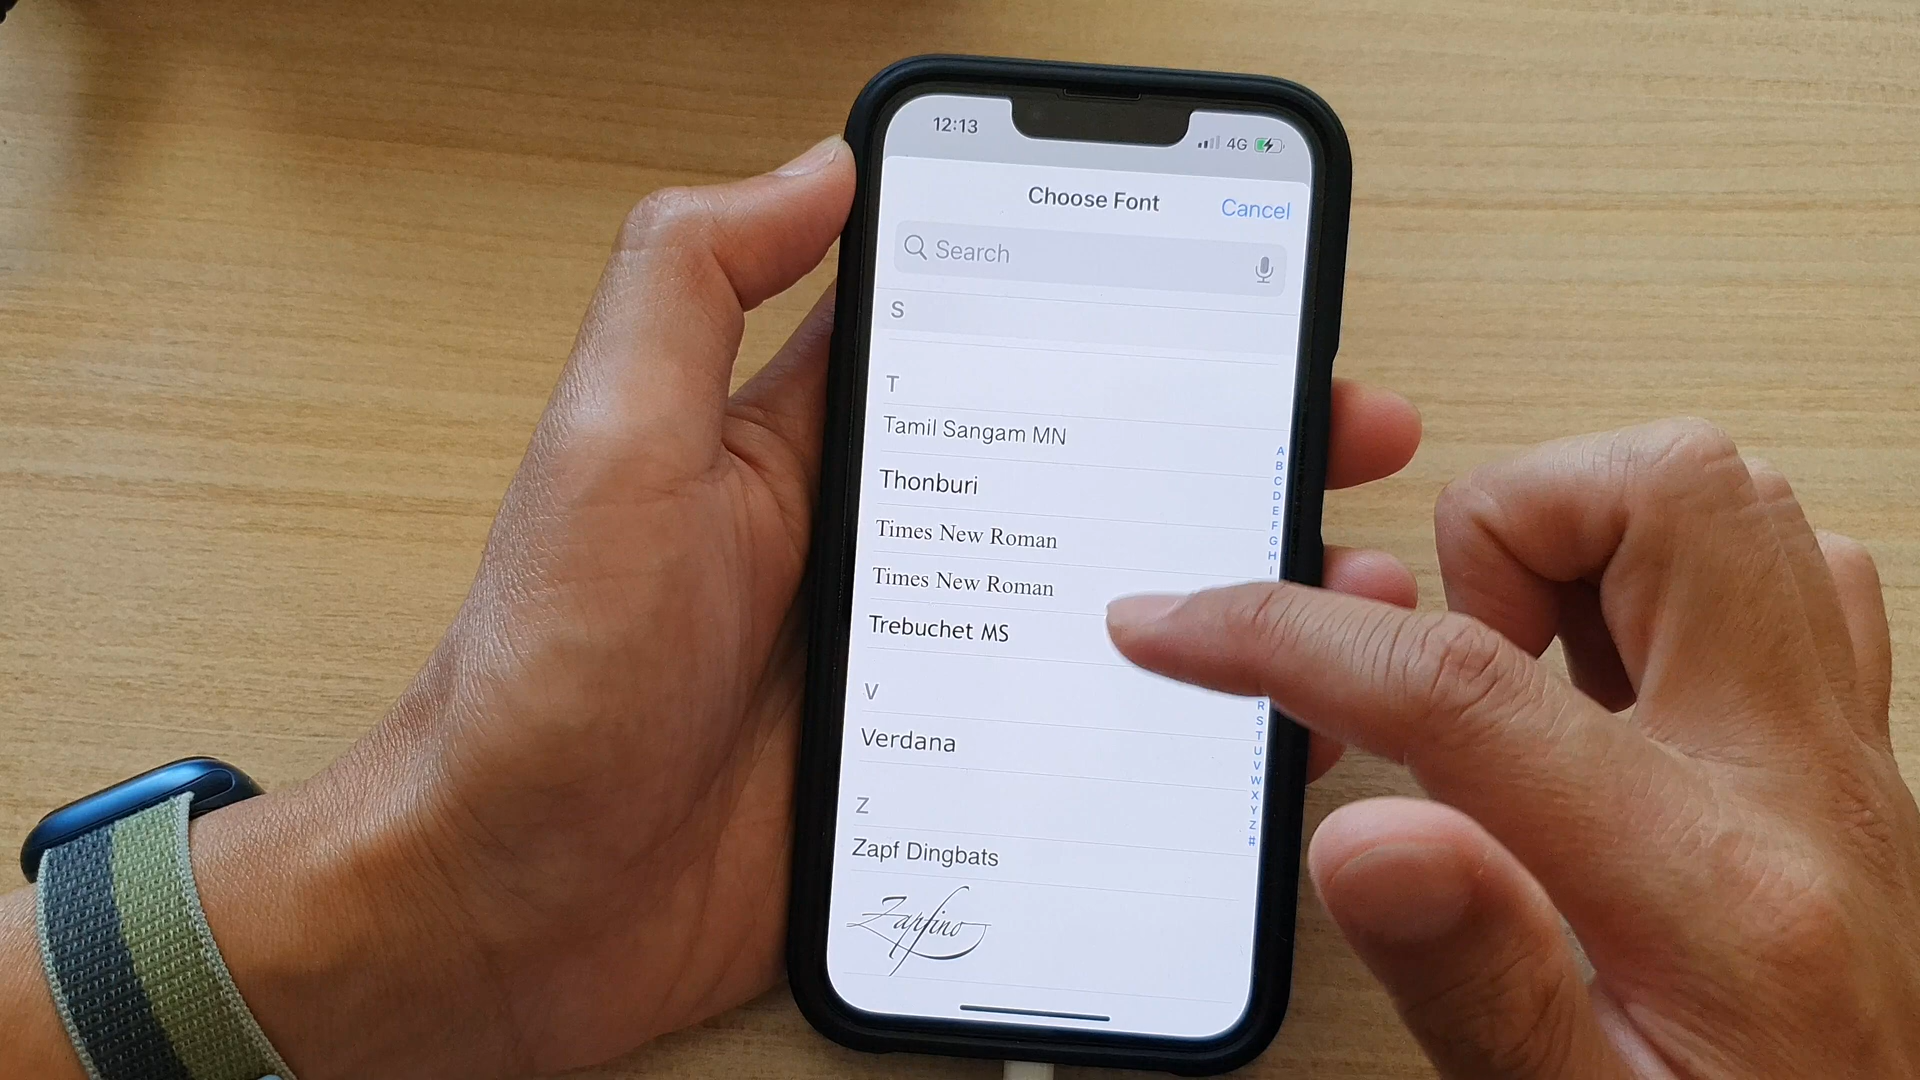 12:13
4G
Choose Font
Cancel
Search
S
T
Tamil Sangam MN
Thonburi
Times New Roman
Times New Roman
Trebuchet MS
V
Verdana
Z
Zapf Dingbats
Zapfino
A
B
C
D
E
F
G
H
I
R
S
T
U
V
W
X
Y
Z
#